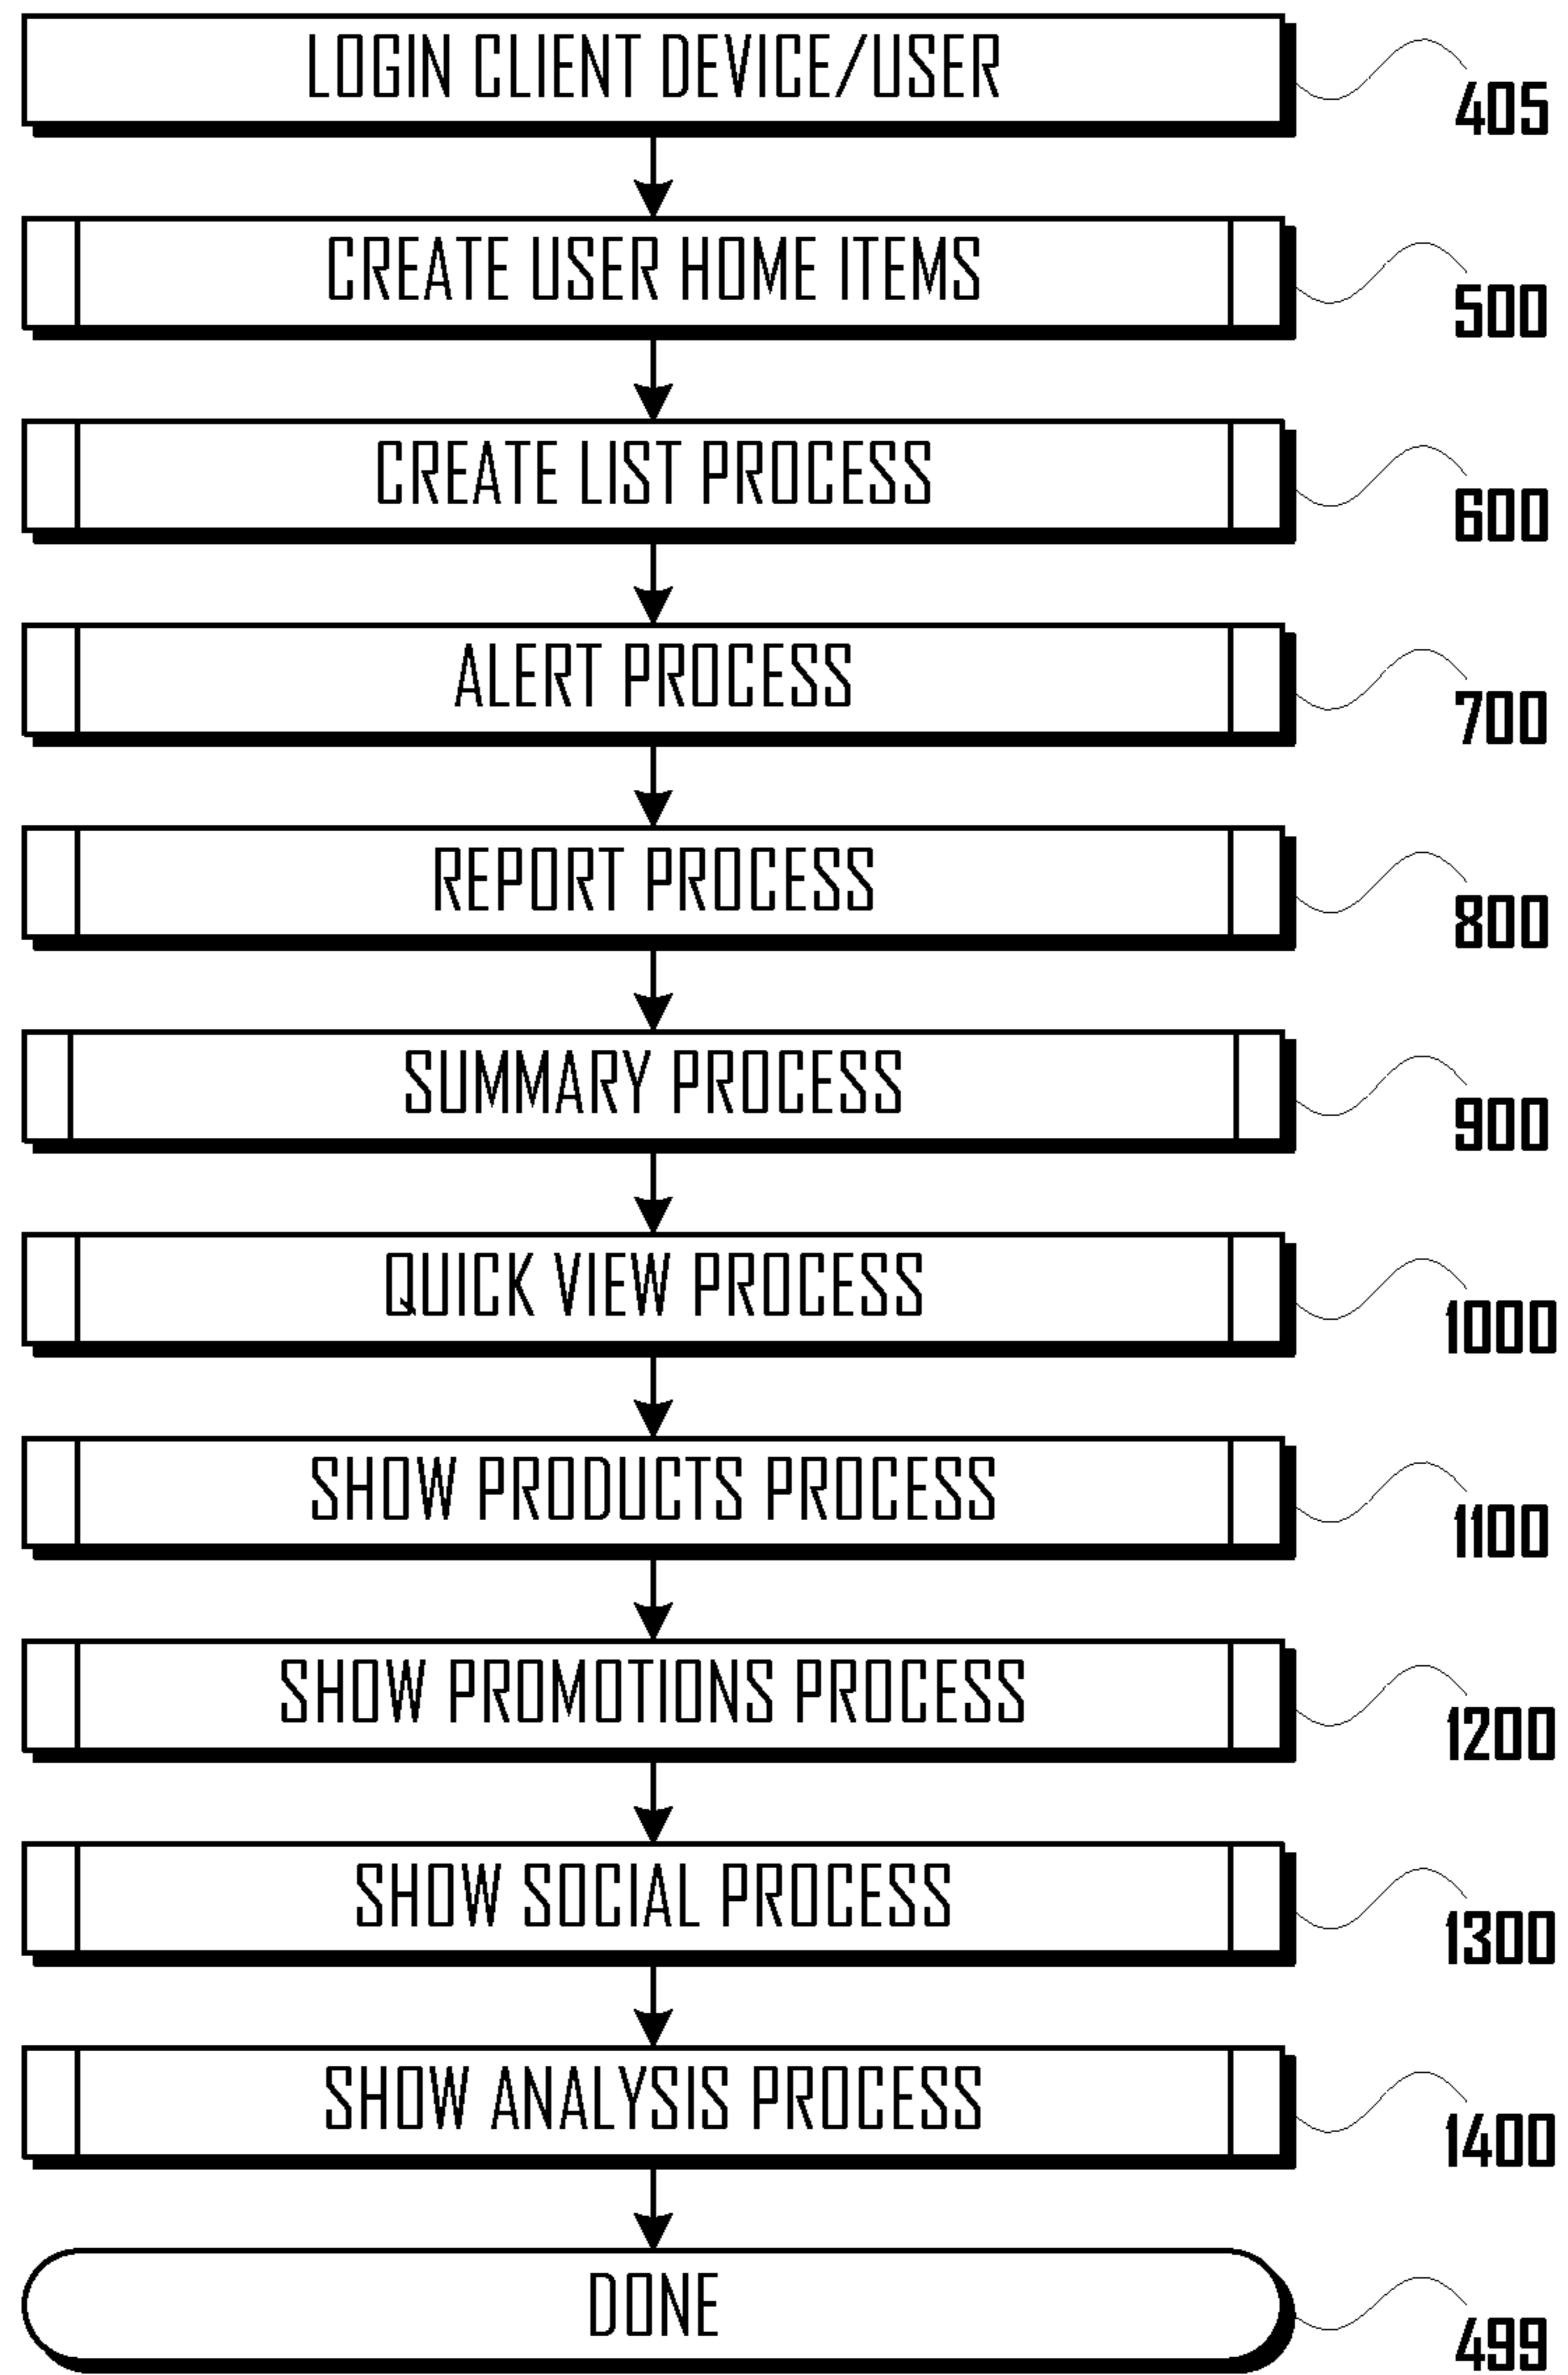 LOGIN CLIENT DEVICE/USER
405
CREATE USER HOME ITEMS
500
CREATE LIST PROCESS
600
ALERT PROCESS
700
REPORT PROCESS
800
SUMMARY PROCESS
900
QUICK VIEW PROCESS
1000
SHOW PRODUCTS PROCESS
1100
SHOW PROMOTIONS PROCESS
1200
SHOW SOCIAL PROCESS
1300
SHOW ANALYSIS PROCESS
1400
DONE
499